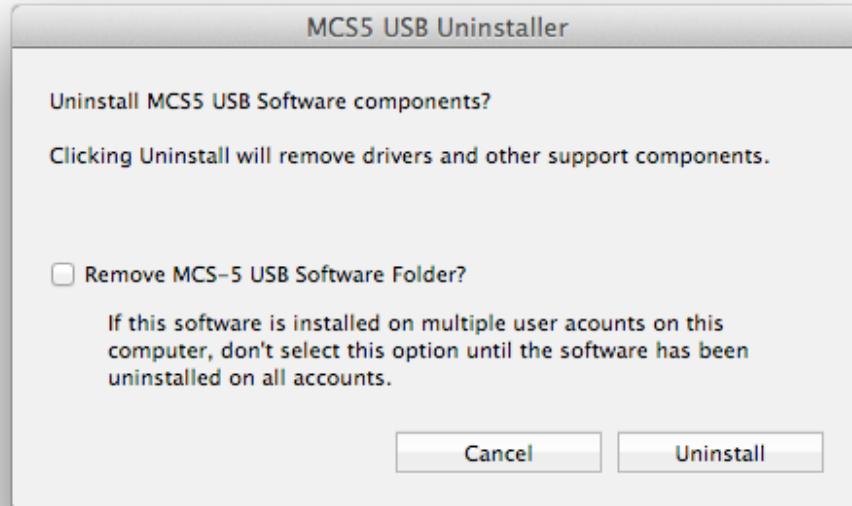 MCS5 USB Uninstaller
Uninstall MCS5 USB Software components?
Clicking Uninstall will remove drivers and other support components.
Remove MCS-5 USB Software Folder?
If this software is installed on multiple user acounts on this
computer, don't select this option until the software has been
uninstalled on all accounts.
Cancel
Uninstall